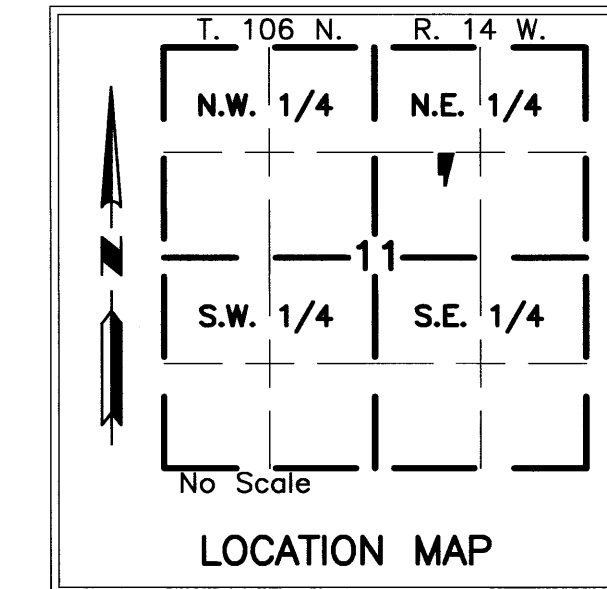 T. 106 N. R. 14 W.
N.W. 1/4 N.E. 1/4
N
11
S.W. 1/4 S.E. 1/4
No Scale
LOCATION MAP